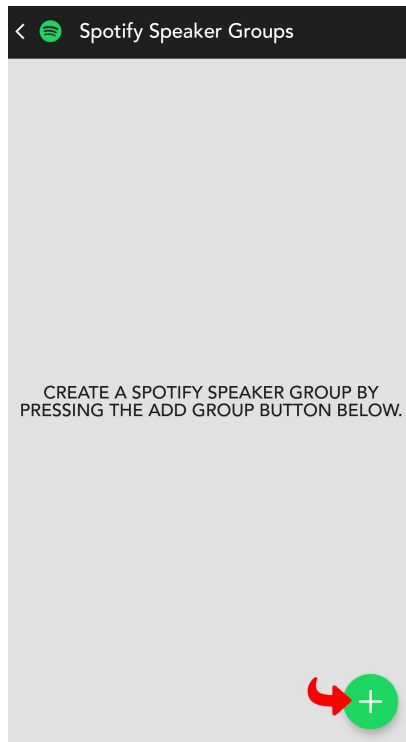 Spotify Speaker Groups
CREATE A SPOTIFY SPEAKER GROUP BY
PRESSING THE ADD GROUP BUTTON BELOW.